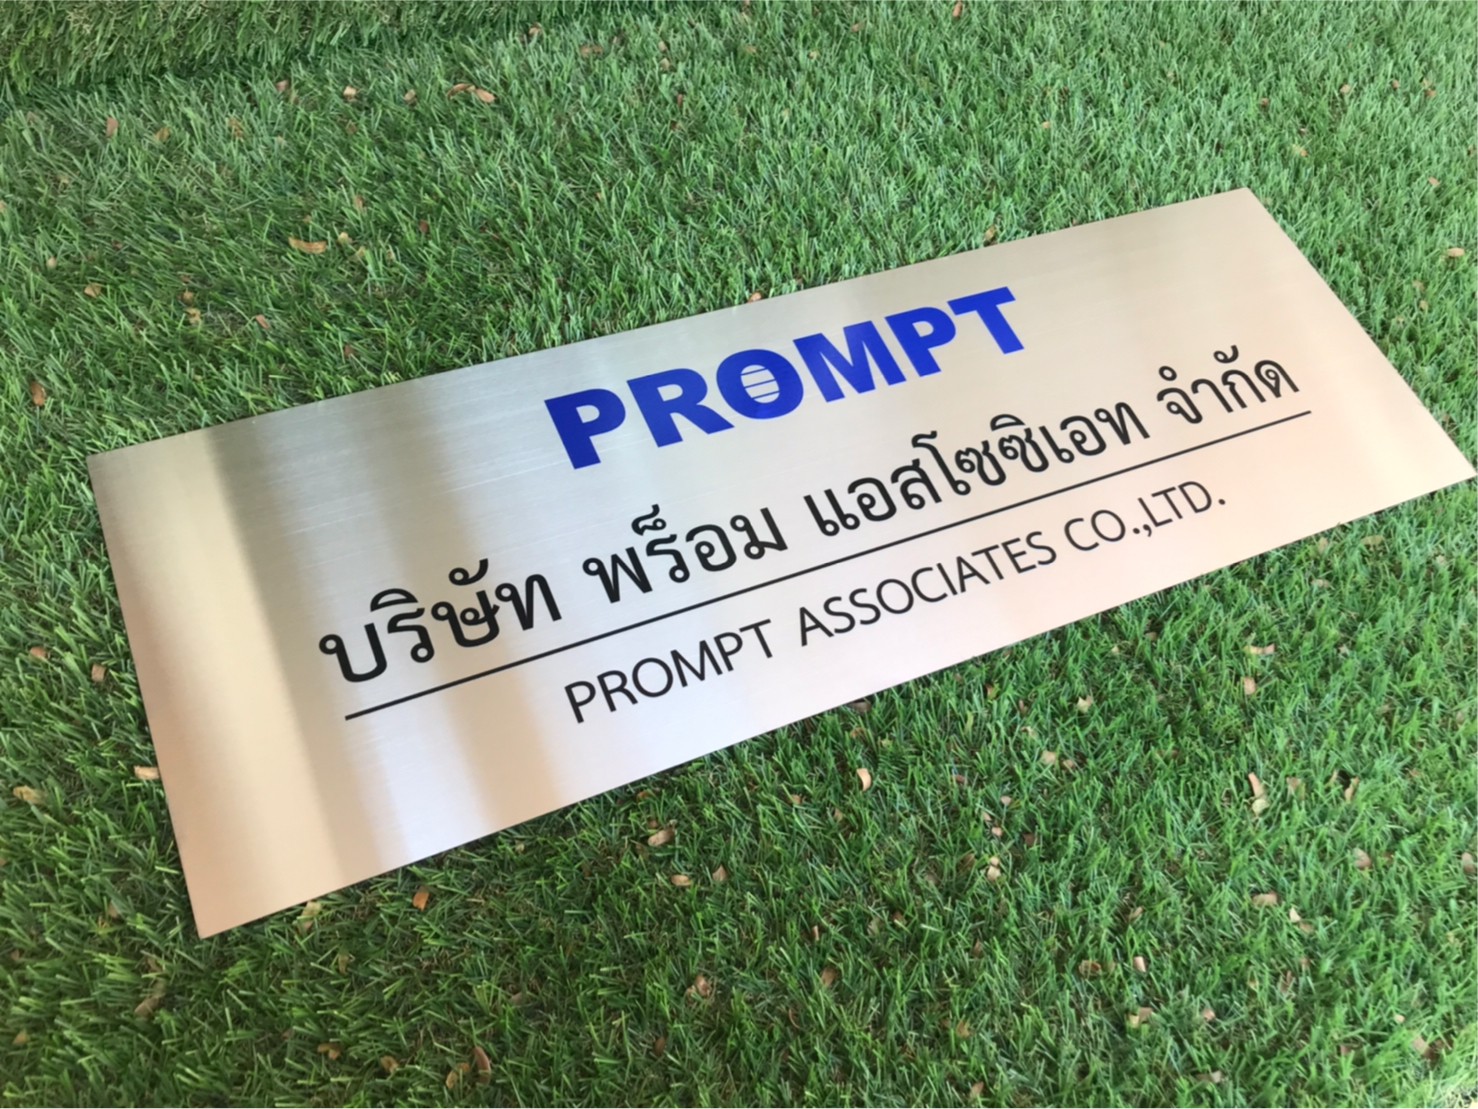 PROMPT
บริษัท พร็อม แอสโซซิเอท จำกัด
PROMPT ASSOCIATES CO.,LTD.